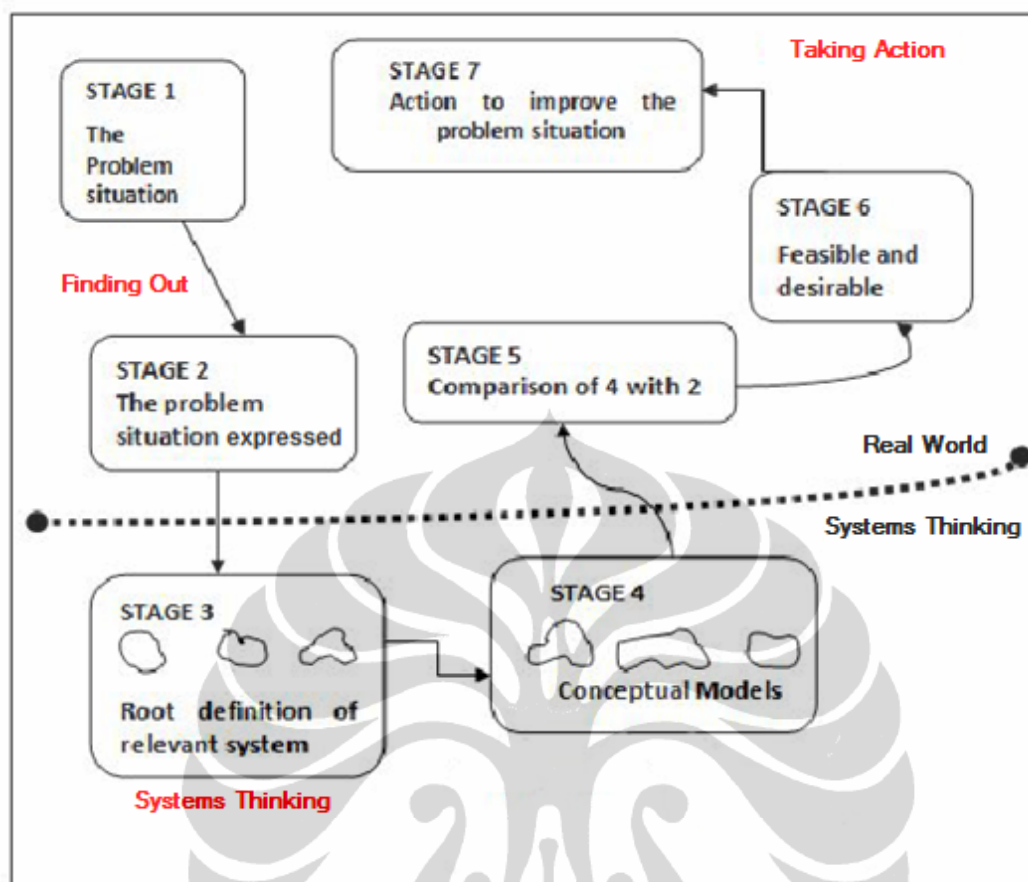 STAGE 1
The
Problem
situation
Finding Out
STAGE 2
The problem
situation expressed
STAGE 3
Root definition of
relevant system
Systems Thinking
STAGE 4
Conceptual Models
STAGE 5
Comparison of 4 with 2
STAGE 6
Feasible and
desirable
STAGE 7
Action to improve the
problem situation
Taking Action
Real World
Systems Thinking